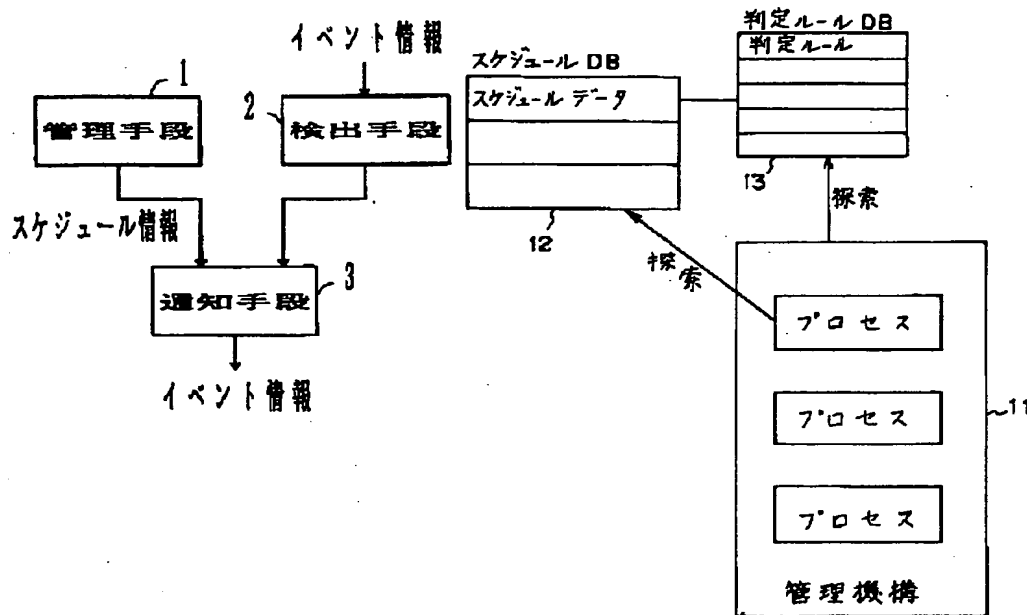 イベント情報
1
管理手段
2
検出手段
スケジュール情報
3
通知手段
イベント情報
スケジュール DB
スケジュール データ
12
判定ルール DB
判定ルール
13
探索
探索
プロセス
プロセス
プロセス
11
管理機構